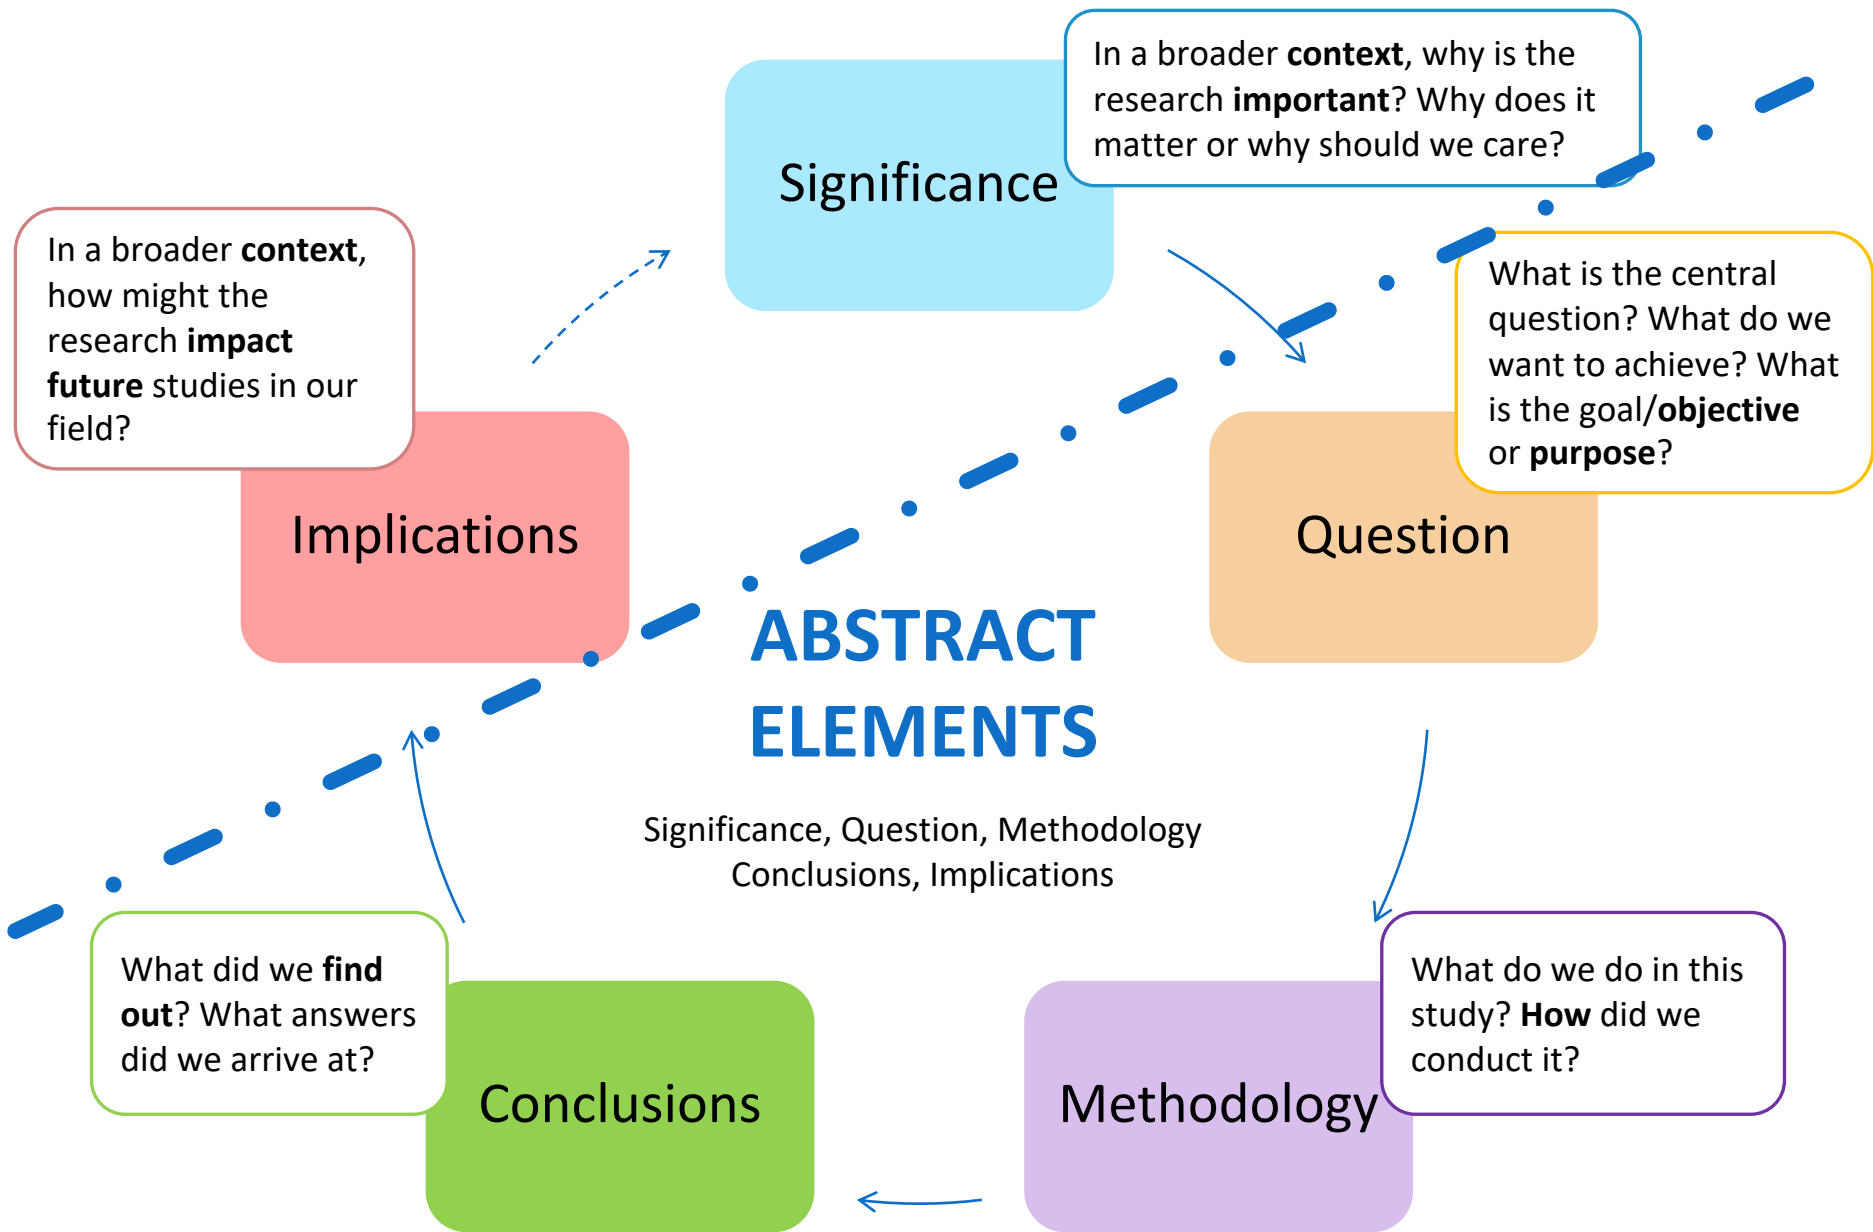 Significance
In a broader context, why is the
research important? Why does it
matter or why should we care?
Question
What is the central
question? What do we
want to achieve? What
is the goal/objective
or purpose?
Methodology
What do we do in this
study? How did we
conduct it?
Conclusions
What did we find
out? What answers
did we arrive at?
Implications
In a broader context,
how might the
research impact
future studies in our
field?
ABSTRACT
ELEMENTS
Significance, Question, Methodology
Conclusions, Implications